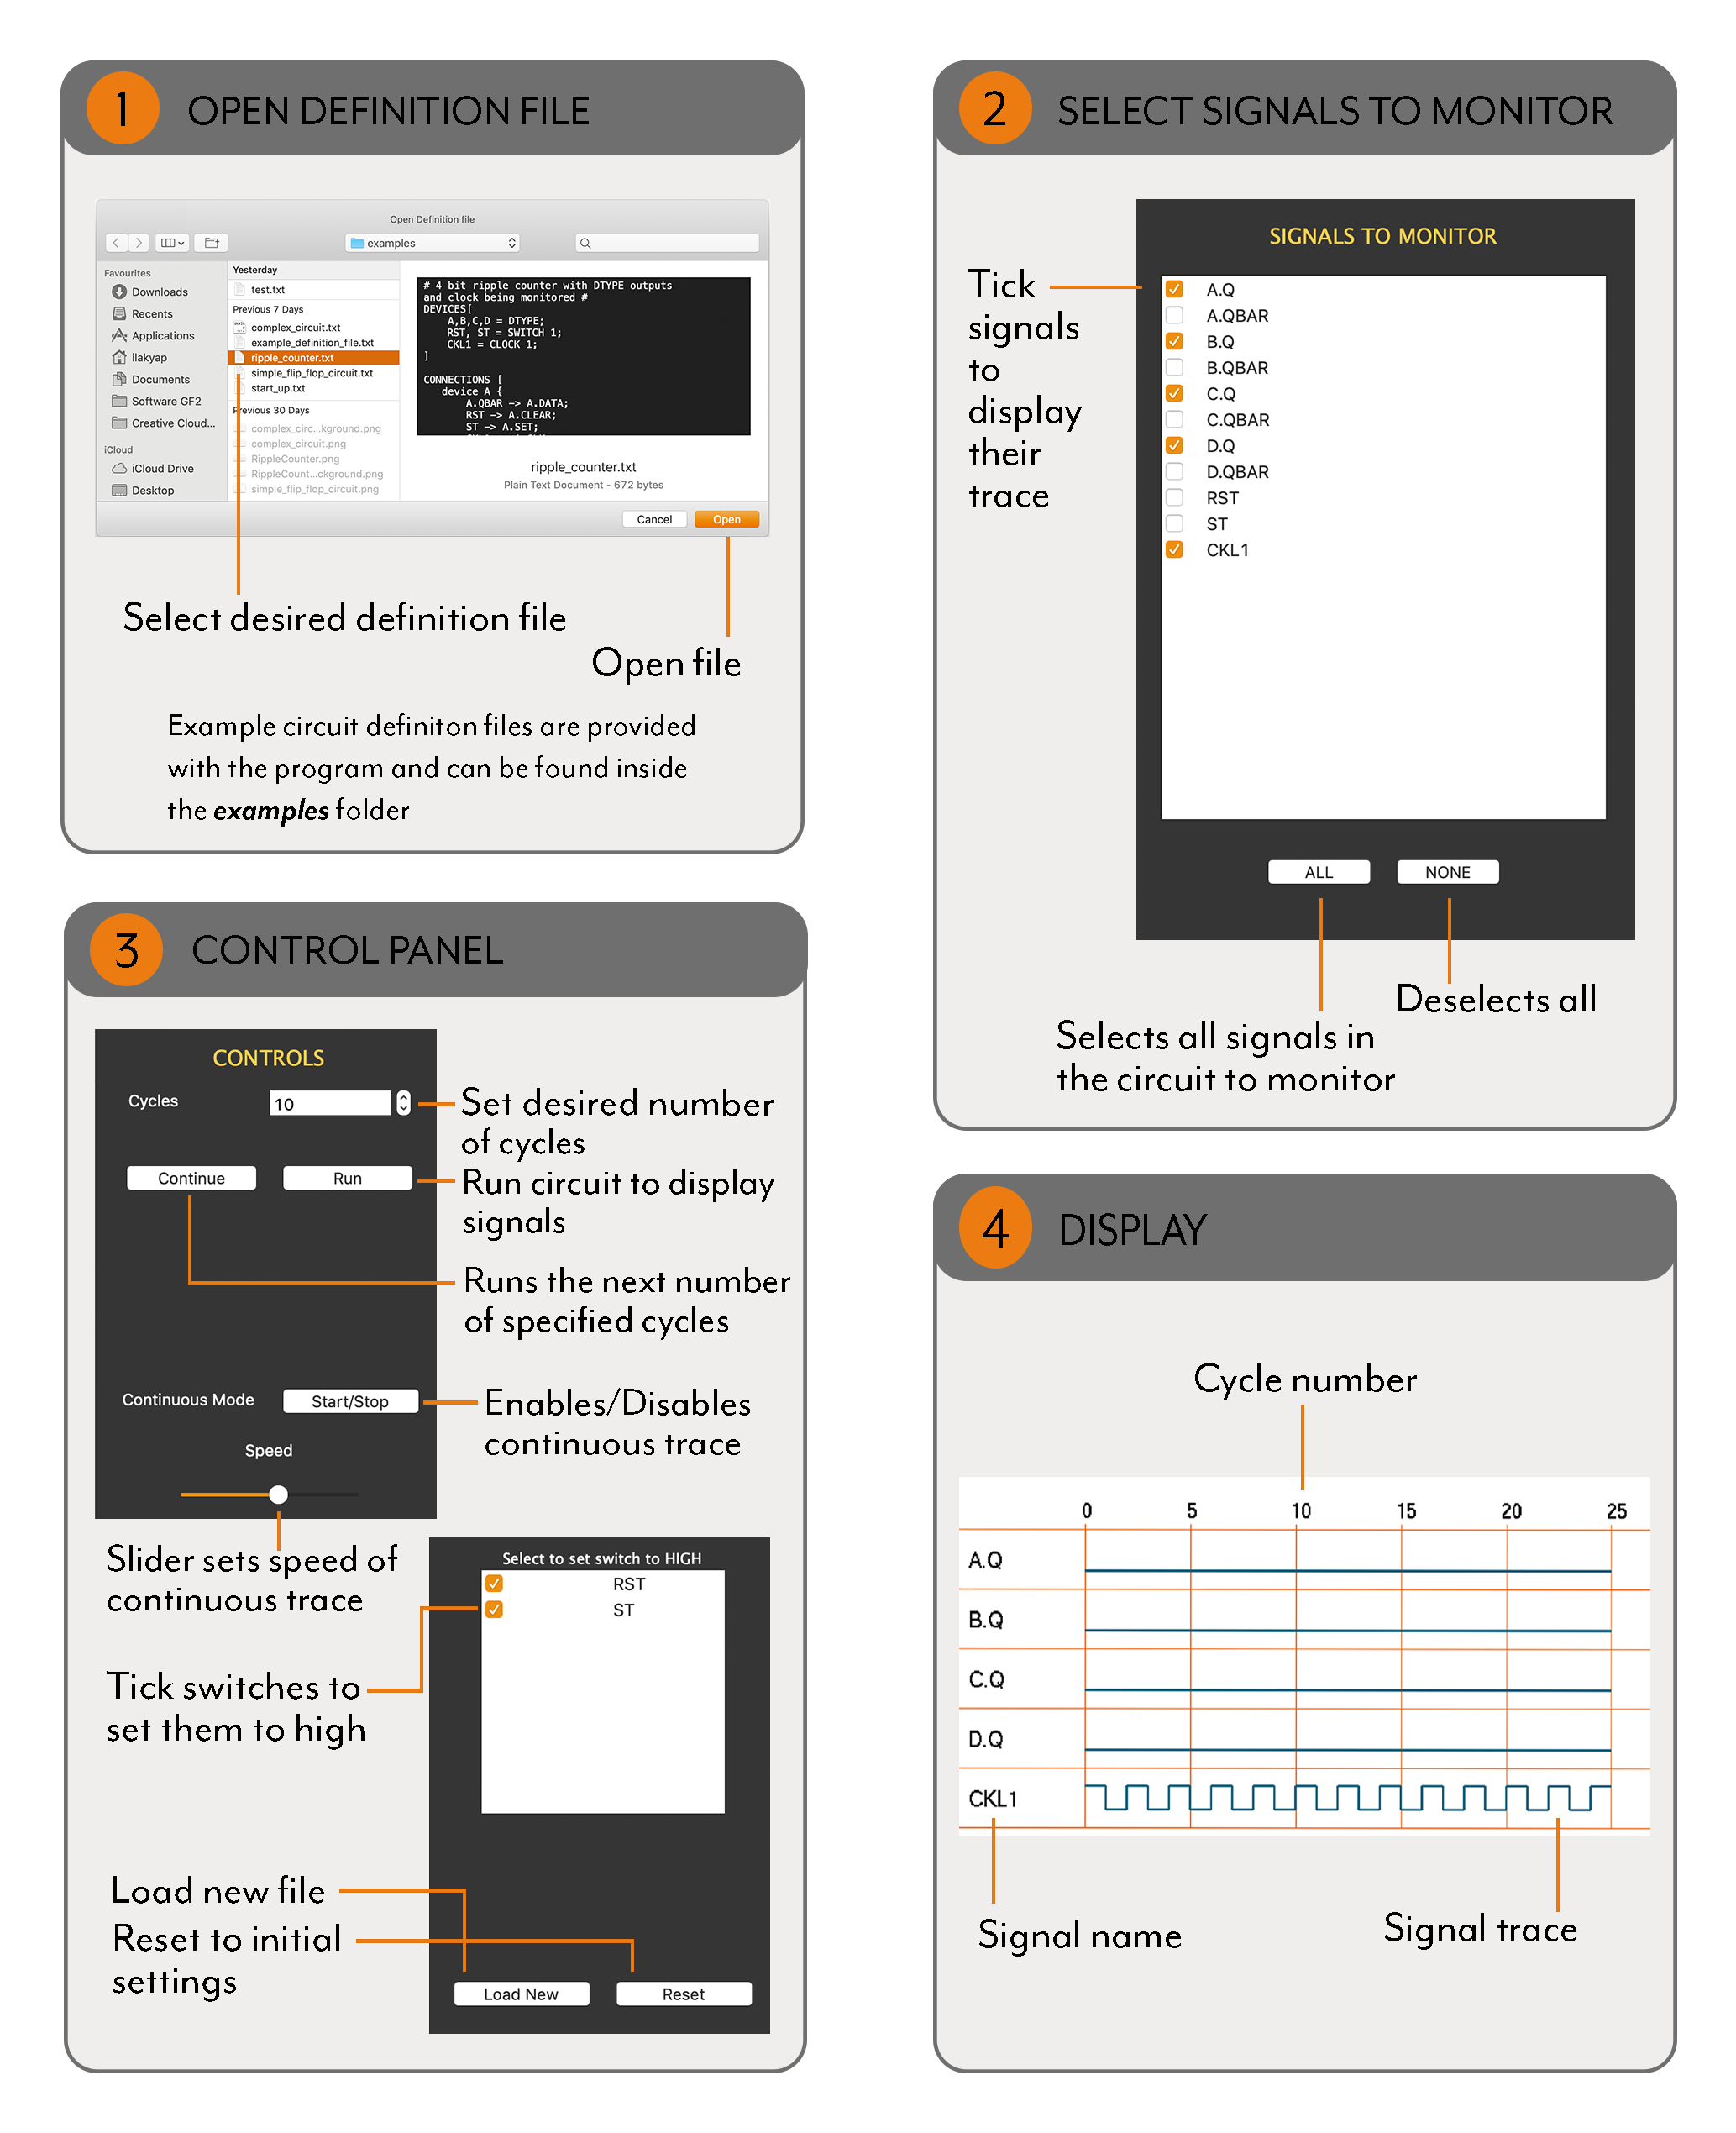 1 OPEN DEFINITION FILE
Open Definition file
examples
Favourites
Downloads
Recents
Applications
ilakyap
Documents
Software GF2
Creative Cloud...
iCloud
iCloud Drive
Desktop
Yesterday
test.txt
Previous 7 Days
complex_circuit.txt
example_definition_file.txt
ripple_counter.txt
simple_flip_flop_circuit.txt
start_up.txt
Previous 30 Days
complex_circ...kground.png
complex_circuit.png
RippleCounter.png
RippleCount...ckground.png
simple_flip_flop_circuit.png
# 4 bit ripple counter with DTYPE outputs
and clock being monitored #
DEVICES[
A,B,C,D = DTYPE;
RST, ST = SWITCH 1;
CKL1 = CLOCK 1;
]
CONNECTIONS [
device A {
A.QBAR -> A.DATA;
RST -> A.CLEAR;
ST -> A.SET;
ripple_counter.txt
Plain Text Document - 672 bytes
Cancel
Open
Select desired definition file
Open file
Example circuit definiton files are provided
with the program and can be found inside
the examples folder
2 SELECT SIGNALS TO MONITOR
Tick
signals
to
display
their
trace
SIGNALS TO MONITOR
A.Q
A.QBAR
B.Q
B.QBAR
C.Q
C.QBAR
D.Q
D.QBAR
RST
ST
CKL1
ALL
NONE
Deselects all
Selects all signals in
the circuit to monitor
3 CONTROL PANEL
CONTROLS
Cycles
10
Set desired number
of cycles
Continue
Run
Run circuit to display
signals
Runs the next number
of specified cycles
Continuous Mode
Start/Stop
Enables/Disables
continuous trace
Speed
Slider sets speed of
continuous trace
Select to set switch to HIGH
RST
ST
Tick switches to
set them to high
Load new file
Reset to initial
settings
Load New
Reset
4 DISPLAY
Cycle number
0 5 10 15 20 25
A.Q
B.Q
C.Q
D.Q
CKL1
Signal name
Signal trace